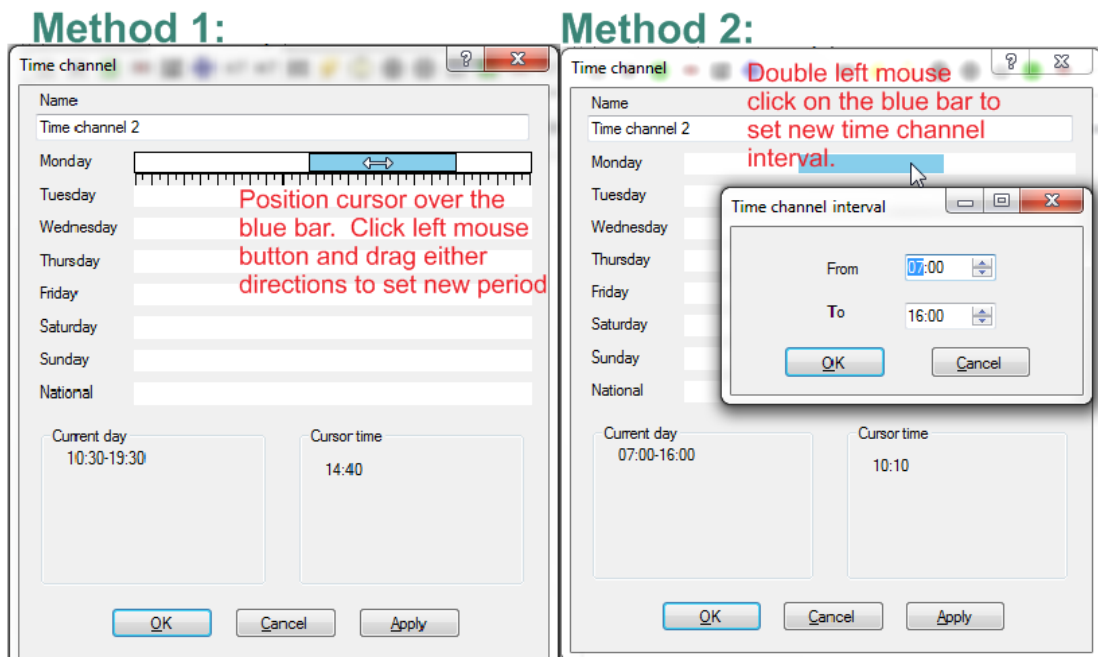 Method 1:
Time channel
Name
Time channel 2
Monday
Tuesday
Wednesday
Thursday
Friday
Saturday
Sunday
National
Position cursor over the
blue bar. Click left mouse
button and drag either
directions to set new period
Current day
10:30-19:30
Cursor time
14:40
OK
Cancel
Apply
Method 2:
Time channel
Name
Time channel 2
Double left mouse
click on the blue bar to
set new time channel
interval.
Monday
Tuesday
Wednesday
Thursday
Friday
Saturday
Sunday
National
Time channel interval
From
07:00
To
16:00
OK
Cancel
Current day
07:00-16:00
Cursor time
10:10
OK
Cancel
Apply